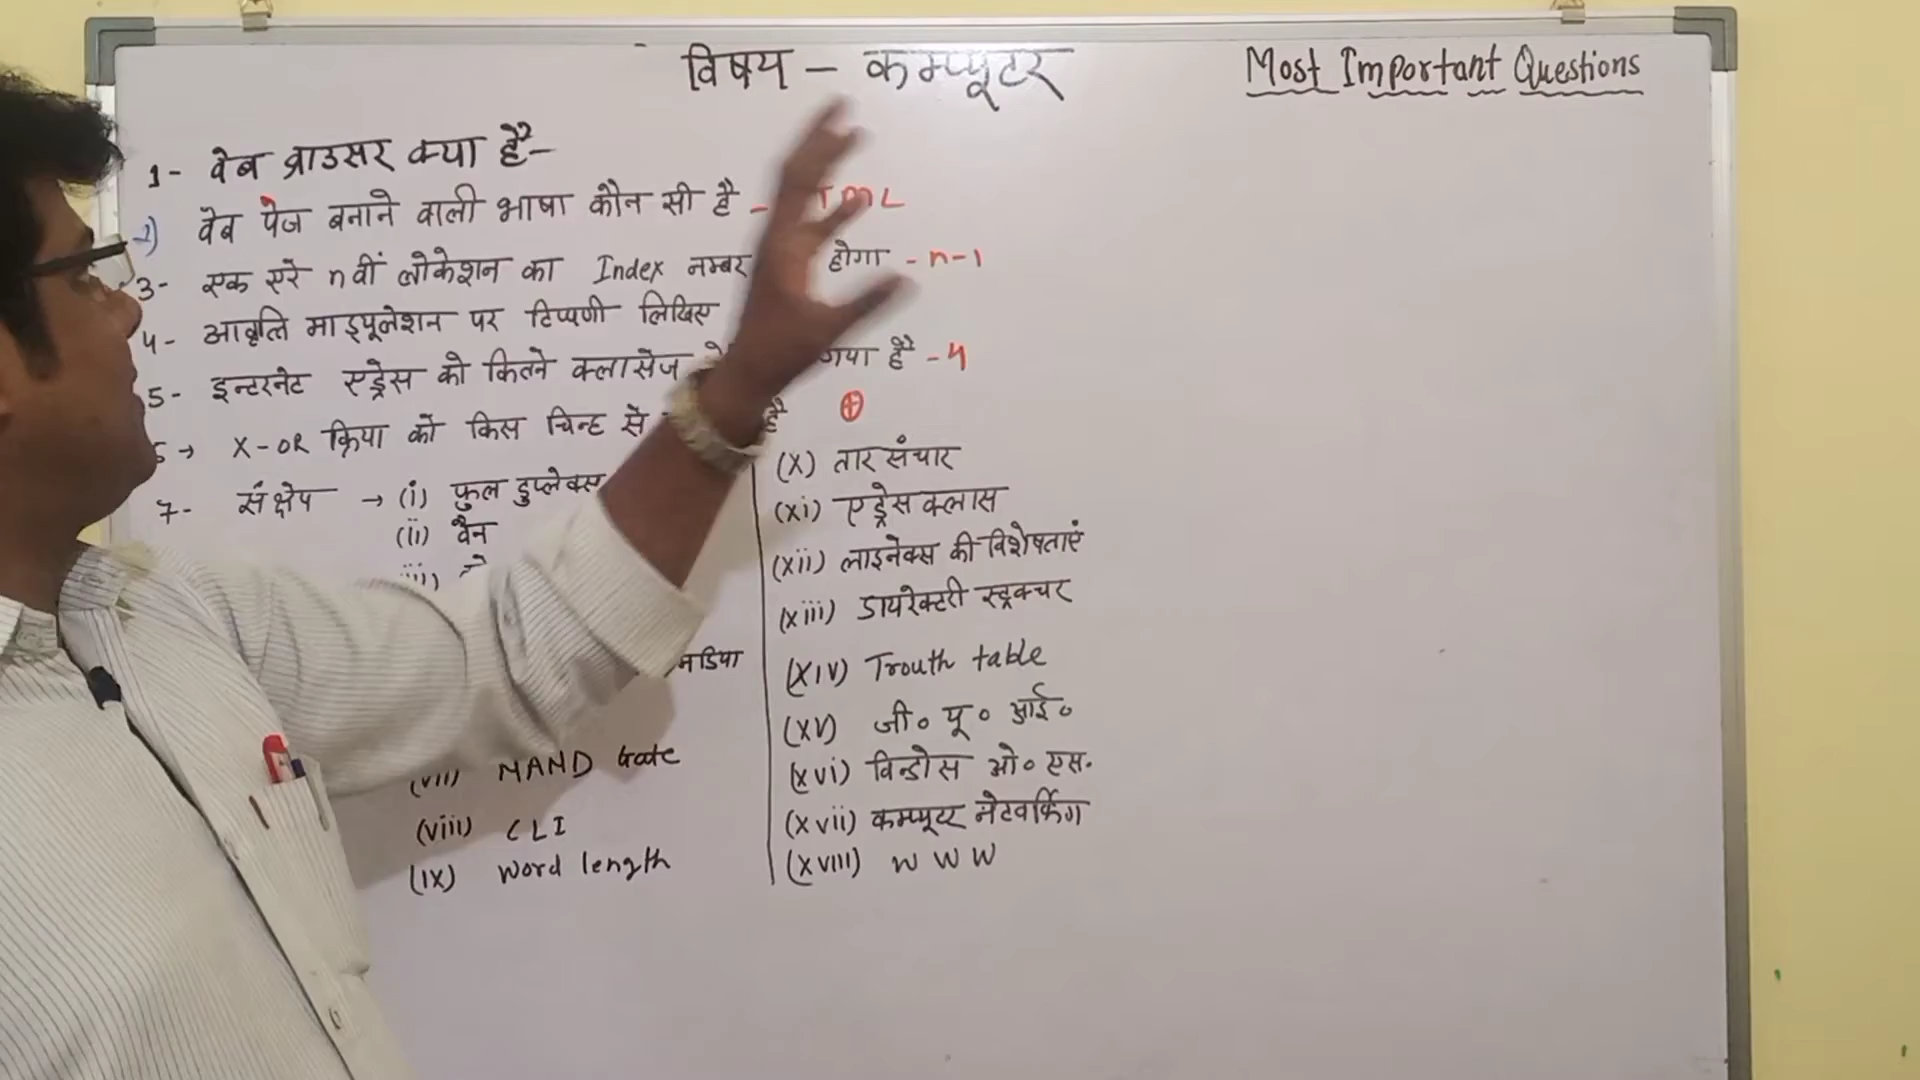 विषय – कम्प्यूटर
Most Important Questions
1- वेब ब्राउसर क्या है-
2) वेब पेज बनाने वाली भाषा कौन सी है - TML
3- एक एरे n वीं लोकेशन का Index नम्बर होगा - n-1
4- आवृत्ति माड्यूलेशन पर टिप्पणी लिखिए
5- इन्टरनेट एड्रेस को कितने क्लासेज गया है - 4
6→ X-OR क्रिया को किस चिन्ह से है ⊕
7- संक्षेप → (i) फुल डुप्लेक्स
(ii) वैन
(iii)
(vii) NAND Gate
(viii) CLI
(ix) Word length
(x) तार संचार
(xi) एड्रेस क्लास
(xii) लाइनेक्स की विशेषताएं
(xiii) डायरेक्टरी स्ट्रक्चर
(xiv) Trouth table
(xv) जी० यू० आई०
(xvi) विन्डोस ओ० एस०
(xvii) कम्प्यूटर नेटवर्किंग
(xviii) W W W